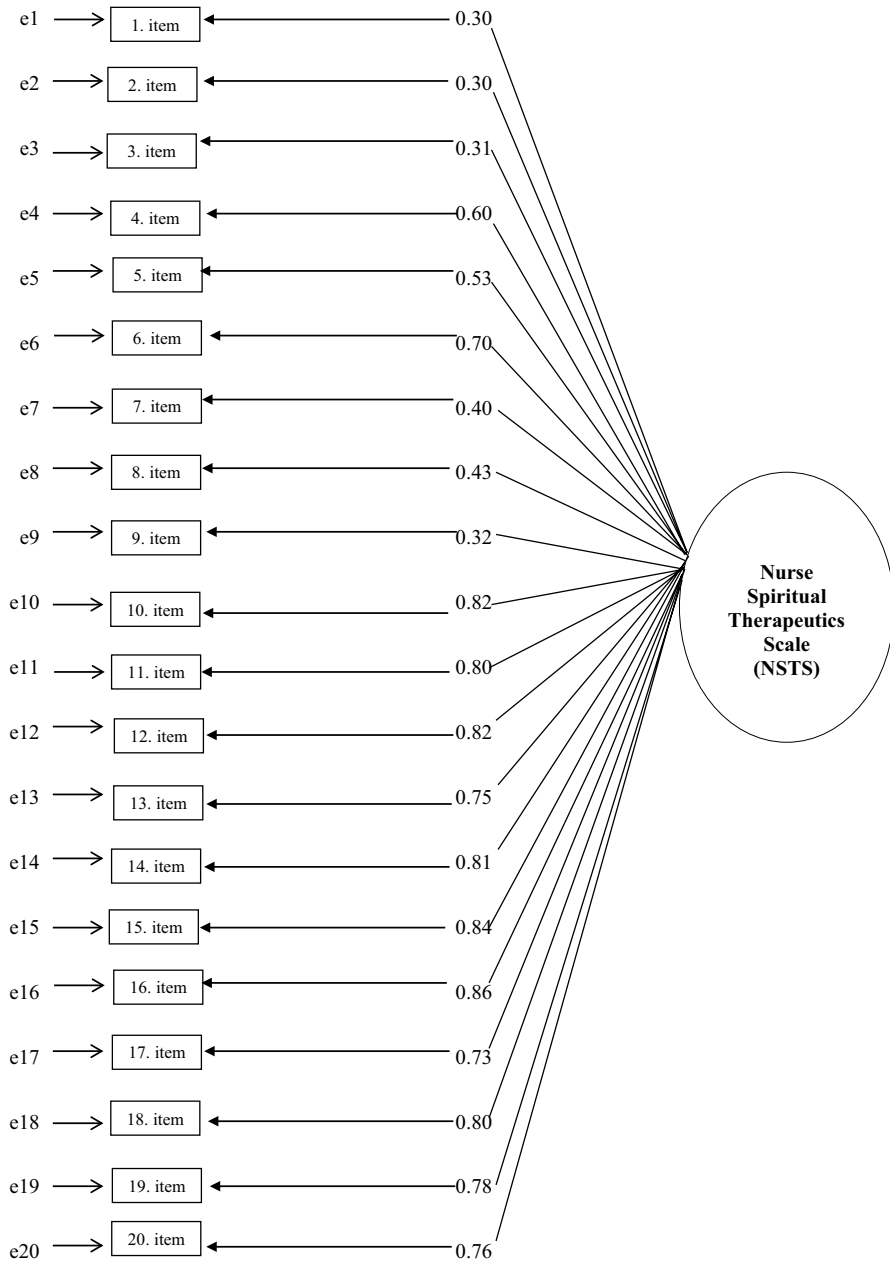 e1 1. item 0.30
e2 2. item 0.30
e3 3. item 0.31
e4 4. item 0.60
e5 5. item 0.53
e6 6. item 0.70
e7 7. item 0.40
e8 8. item 0.43
e9 9. item 0.32
e10 10. item 0.82
e11 11. item 0.80
e12 12. item 0.82
e13 13. item 0.75
e14 14. item 0.81
e15 15. item 0.84
e16 16. item 0.86
e17 17. item 0.73
e18 18. item 0.80
e19 19. item 0.78
e20 20. item 0.76
Nurse
Spiritual
Therapeutics
Scale
(NSTS)